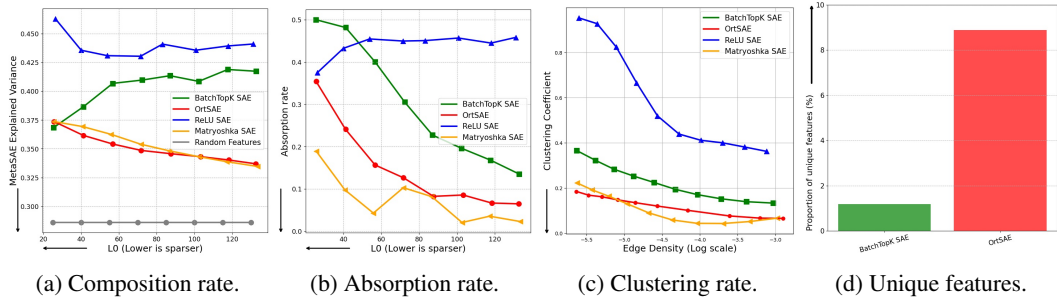 MetaSAE Explained Variance
0.450
0.425
0.400
0.375
0.350
0.325
0.300
BatchTopK SAE
OrtSAE
ReLU SAE
Matryoshka SAE
Random Features
20 40 60 80 100 120
L0 (Lower is sparser)
(a) Composition rate.
Absorption rate
0.5
0.4
0.3
0.2
0.1
0.0
BatchTopK SAE
OrtSAE
ReLU SAE
Matryoshka SAE
20 40 60 80 100 120
L0 (Lower is sparser)
(b) Absorption rate.
Clustering Coefficient
0.8
0.6
0.4
0.2
0.0
BatchTopK SAE
OrtSAE
ReLU SAE
Matryoshka SAE
−5.5 −5.0 −4.5 −4.0 −3.5 −3.0
Edge Density (Log scale)
(c) Clustering rate.
Proportion of unique features (%)
10
8
6
4
2
0
BatchTopK SAE
OrtSAE
(d) Unique features.